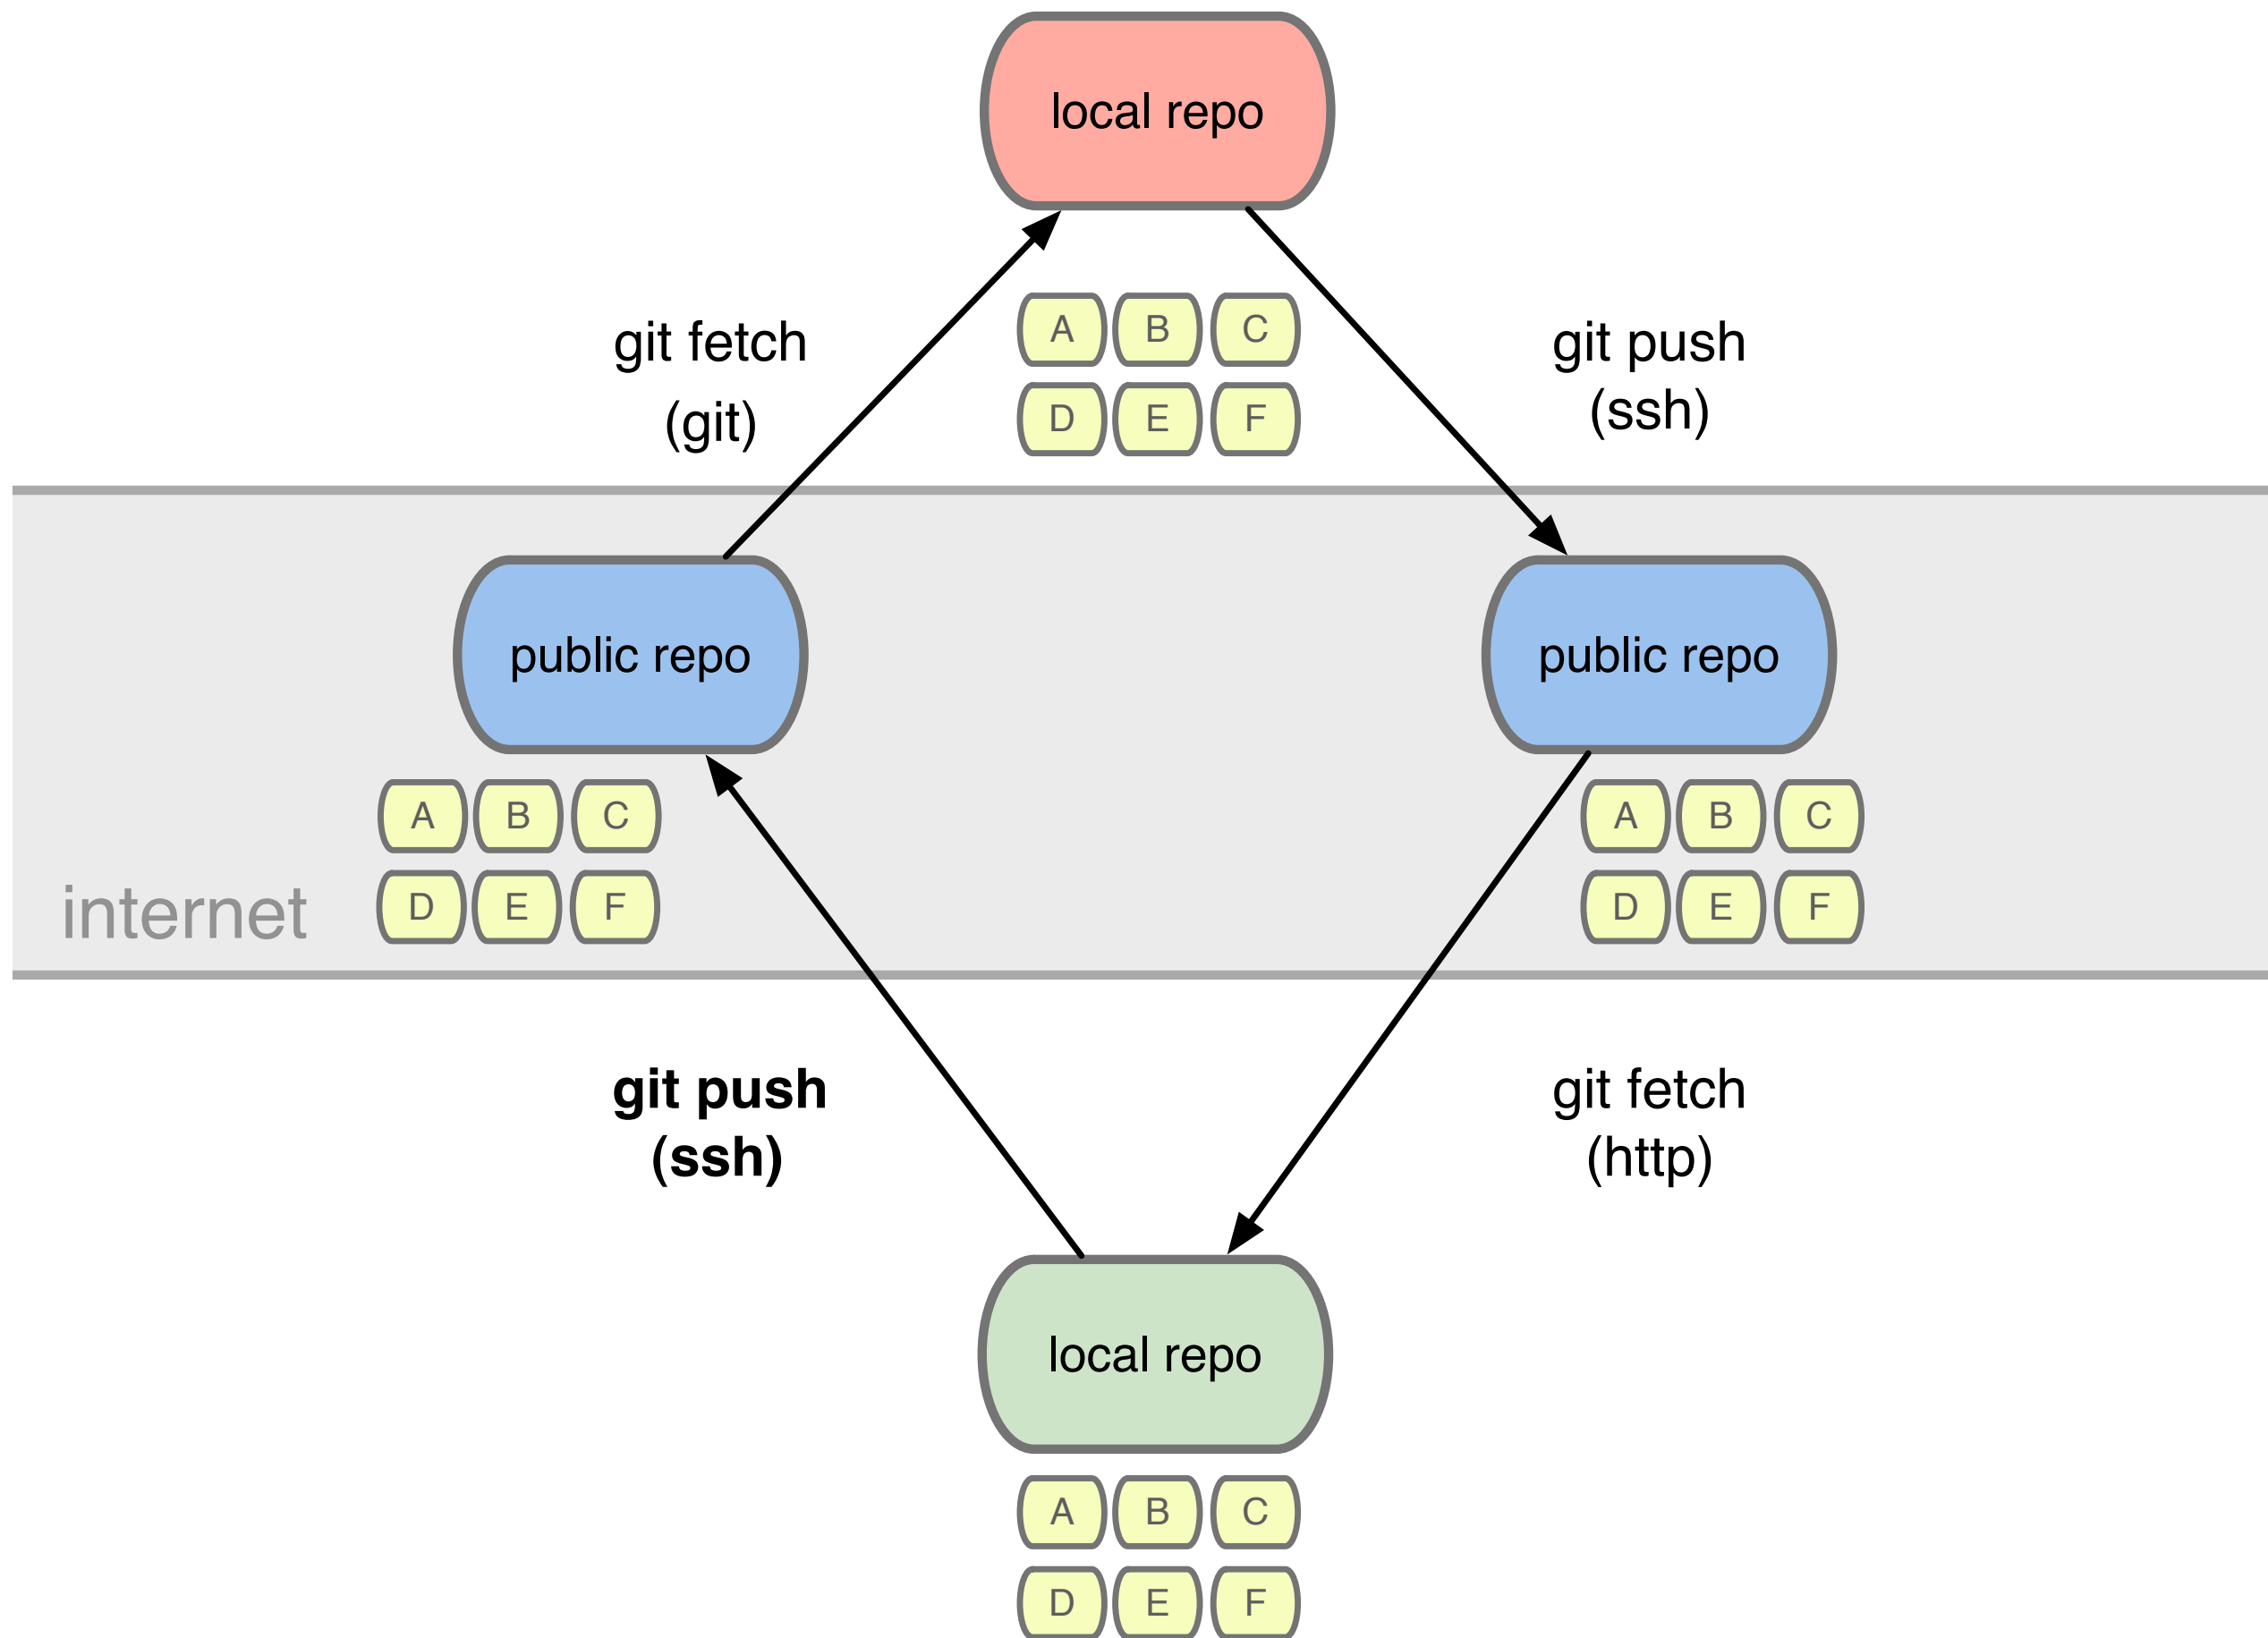 local repo
git fetch
(git)
A B C
D E F
git push
(ssh)
public repo
public repo
A B C
D E F
A B C
D E F
internet
git push
(ssh)
git fetch
(http)
local repo
A B C
D E F